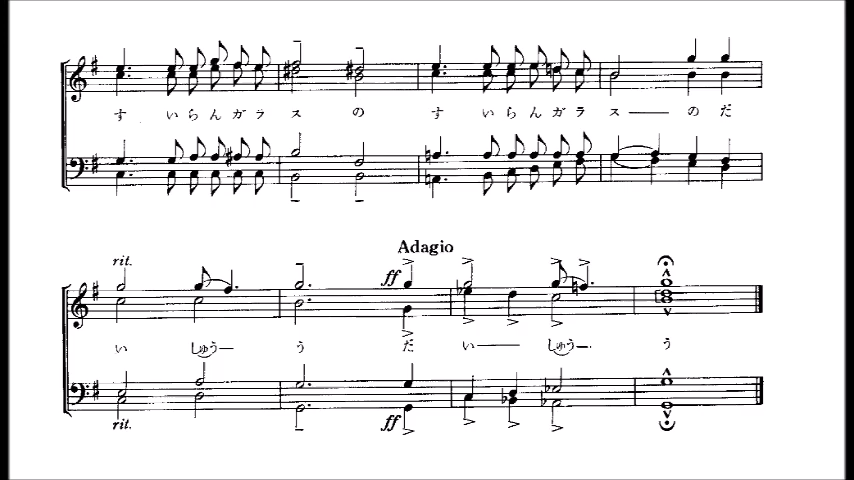 すいらんガラスの すいらんガラス――のだ
rit.
Adagio
ff
い しゅう― う だ い―― しゅう―. う
rit.
ff